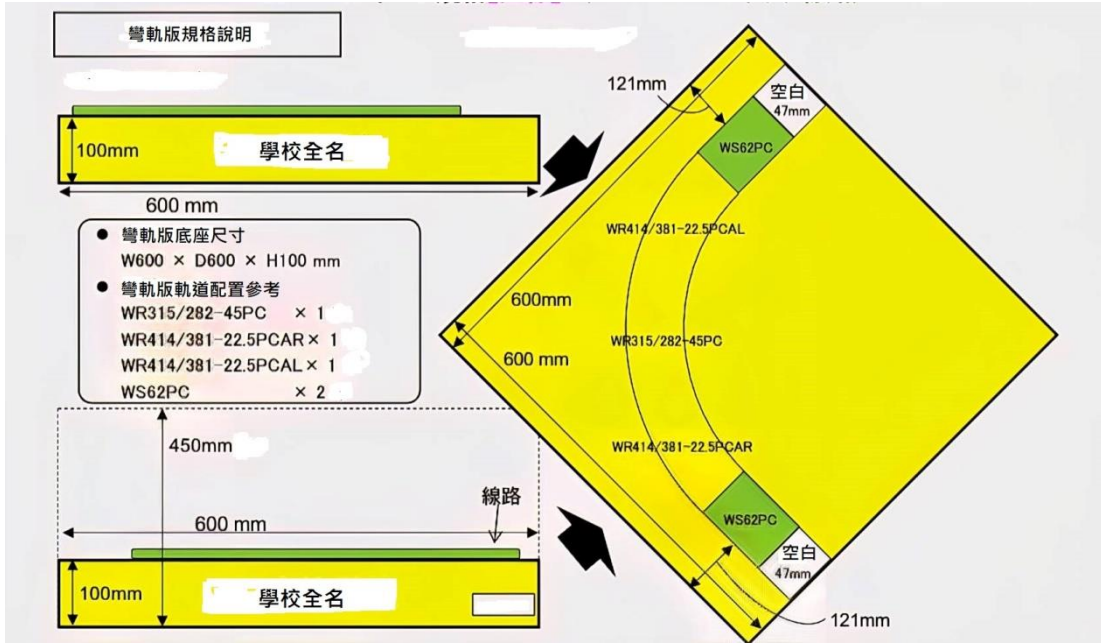 彎軌版規格說明
100mm
學校全名
600 mm
● 彎軌版底座尺寸
W600 × D600 × H100 mm
● 彎軌版軌道配置參考
WR315/282-45PC × 1
WR414/381-22.5PCAR × 1
WR414/381-22.5PCAL × 1
WS62PC × 2
450mm
線路
600 mm
100mm
學校全名
121mm
空白
47mm
WS62PC
WR414/381-22.5PCAL
600mm
WR315/282-45PC
600 mm
WR414/381-22.5PCAR
WS62PC
空白
47mm
121mm